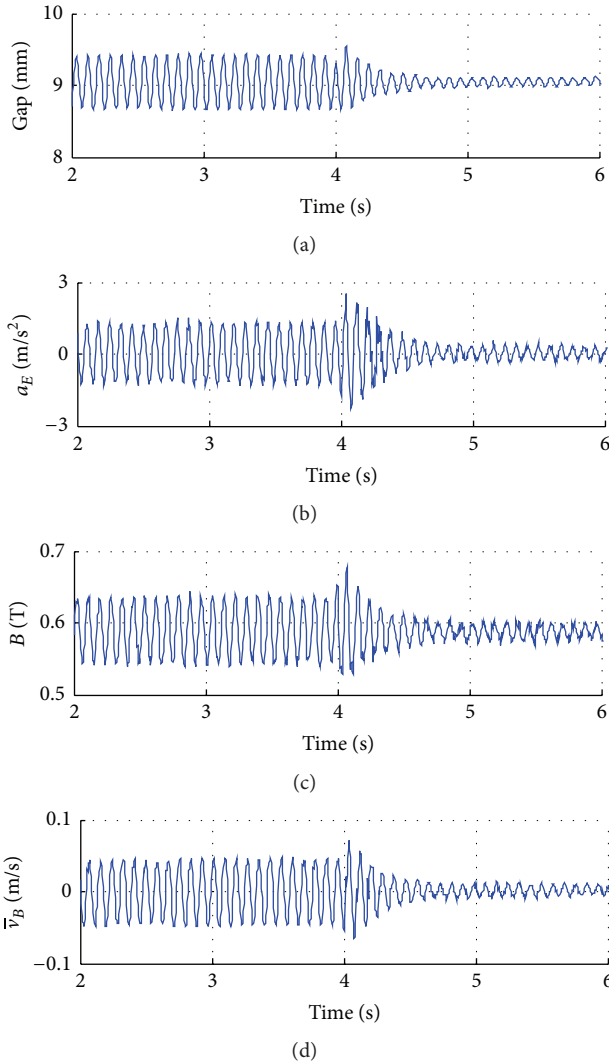 10
9
8
Gap (mm)
2 3 4 5 6
Time (s)
(a)
3
0
−3
a_E (m/s²)
2 3 4 5 6
Time (s)
(b)
0.7
0.6
0.5
B (T)
2 3 4 5 6
Time (s)
(c)
0.1
0
−0.1
v̅_B (m/s)
2 3 4 5 6
Time (s)
(d)